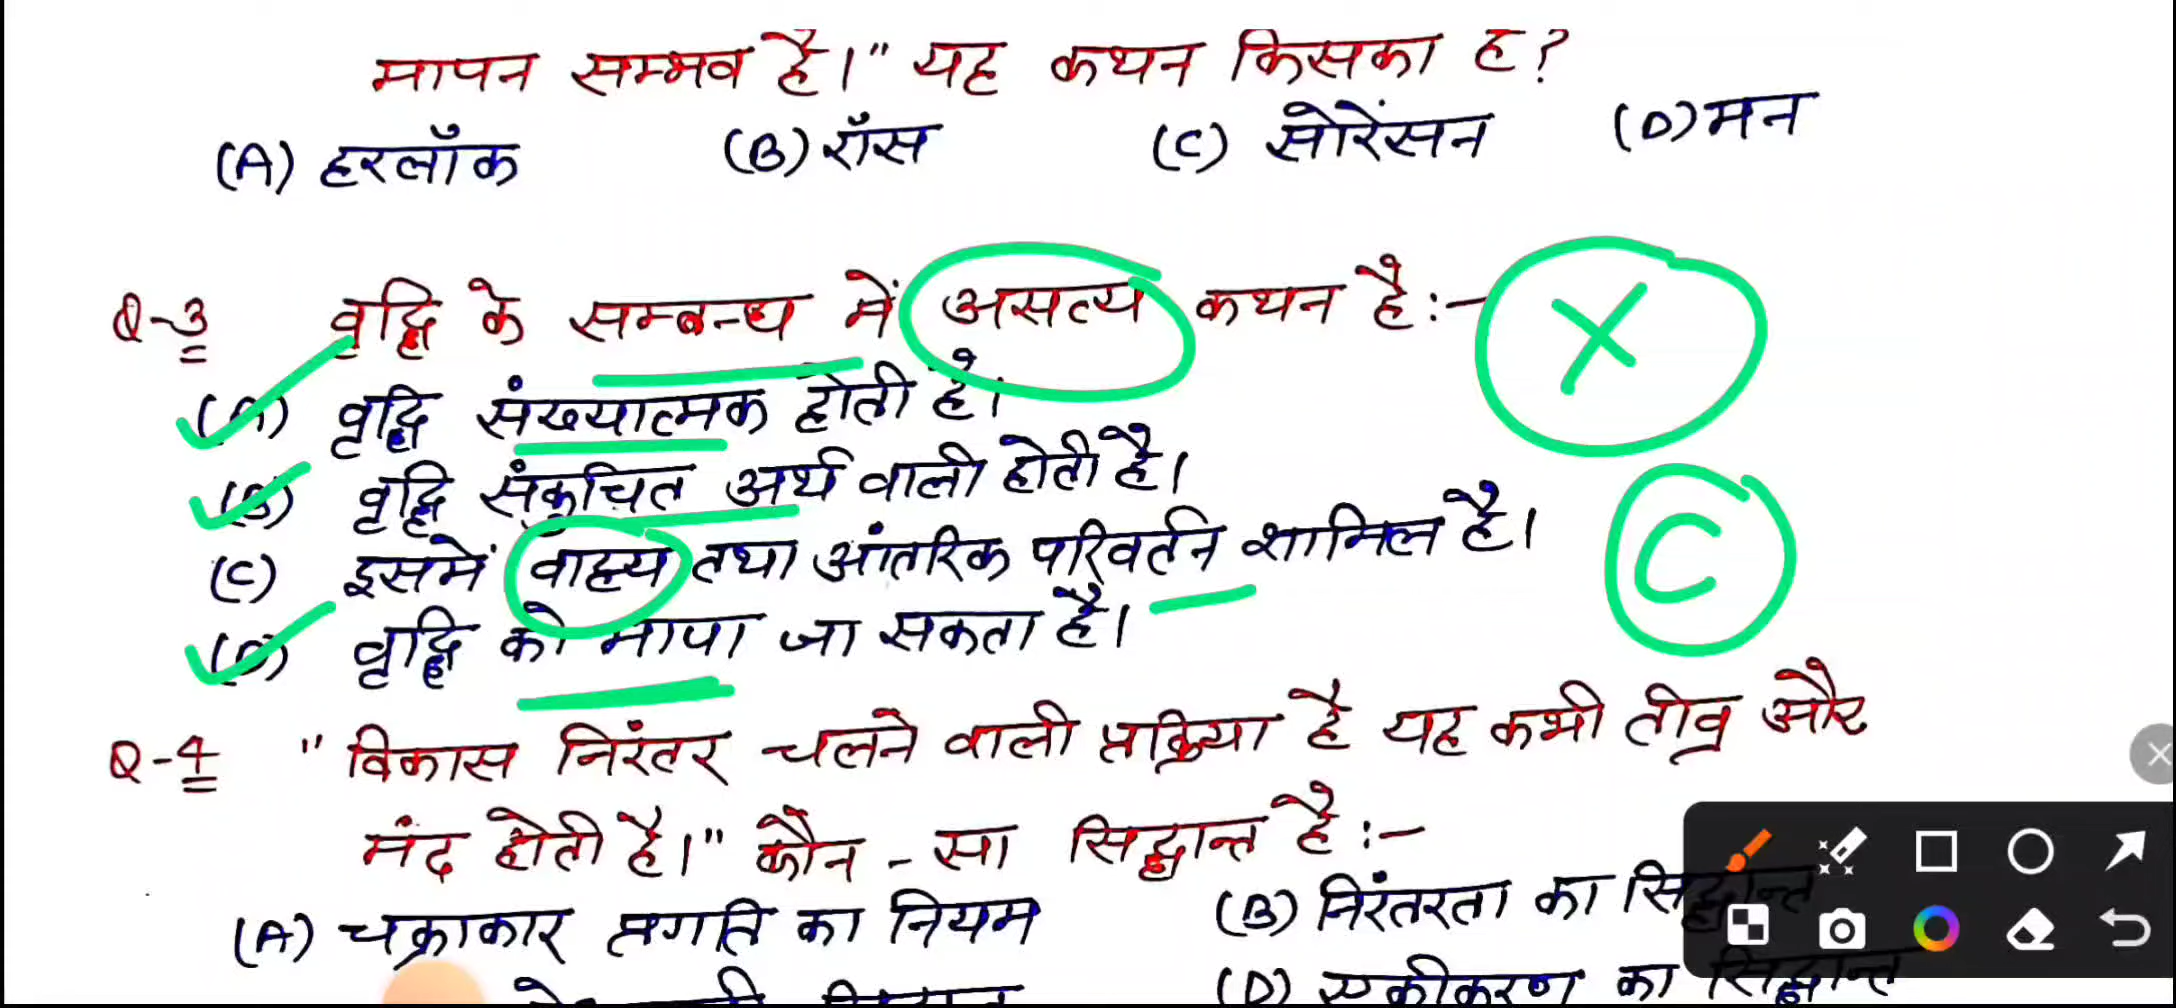 मापन सम्भव है।" यह कथन किसका है?
(A) हरलॉक (B) रॉस (C) सोरेंसन (D) मन
Q-3 वृद्धि के सम्बन्ध में असत्य कथन है:- X
(A) वृद्धि संख्यात्मक होती है।
(B) वृद्धि संकुचित अर्थ वाली होती है।
(C) इसमें वाह्य तथा आंतरिक परिवर्तन शामिल है। C
(D) वृद्धि को मापा जा सकता है।
Q-4 "विकास निरंतर चलने वाली प्रक्रिया है यह कभी तीव्र और
मंद होती है।" कौन-सा सिद्धान्त है:-
(A) चक्राकार प्रगति का नियम (B) निरंतरता का सिद्धान्त
(D) एकीकरण का सिद्धान्त